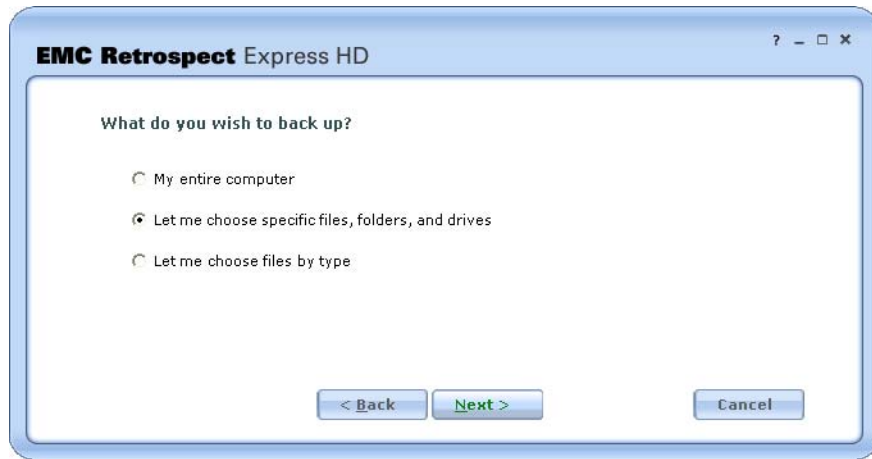 EMC Retrospect Express HD
? _ □ ×
What do you wish to back up?
My entire computer
Let me choose specific files, folders, and drives
Let me choose files by type
< Back
Next >
Cancel